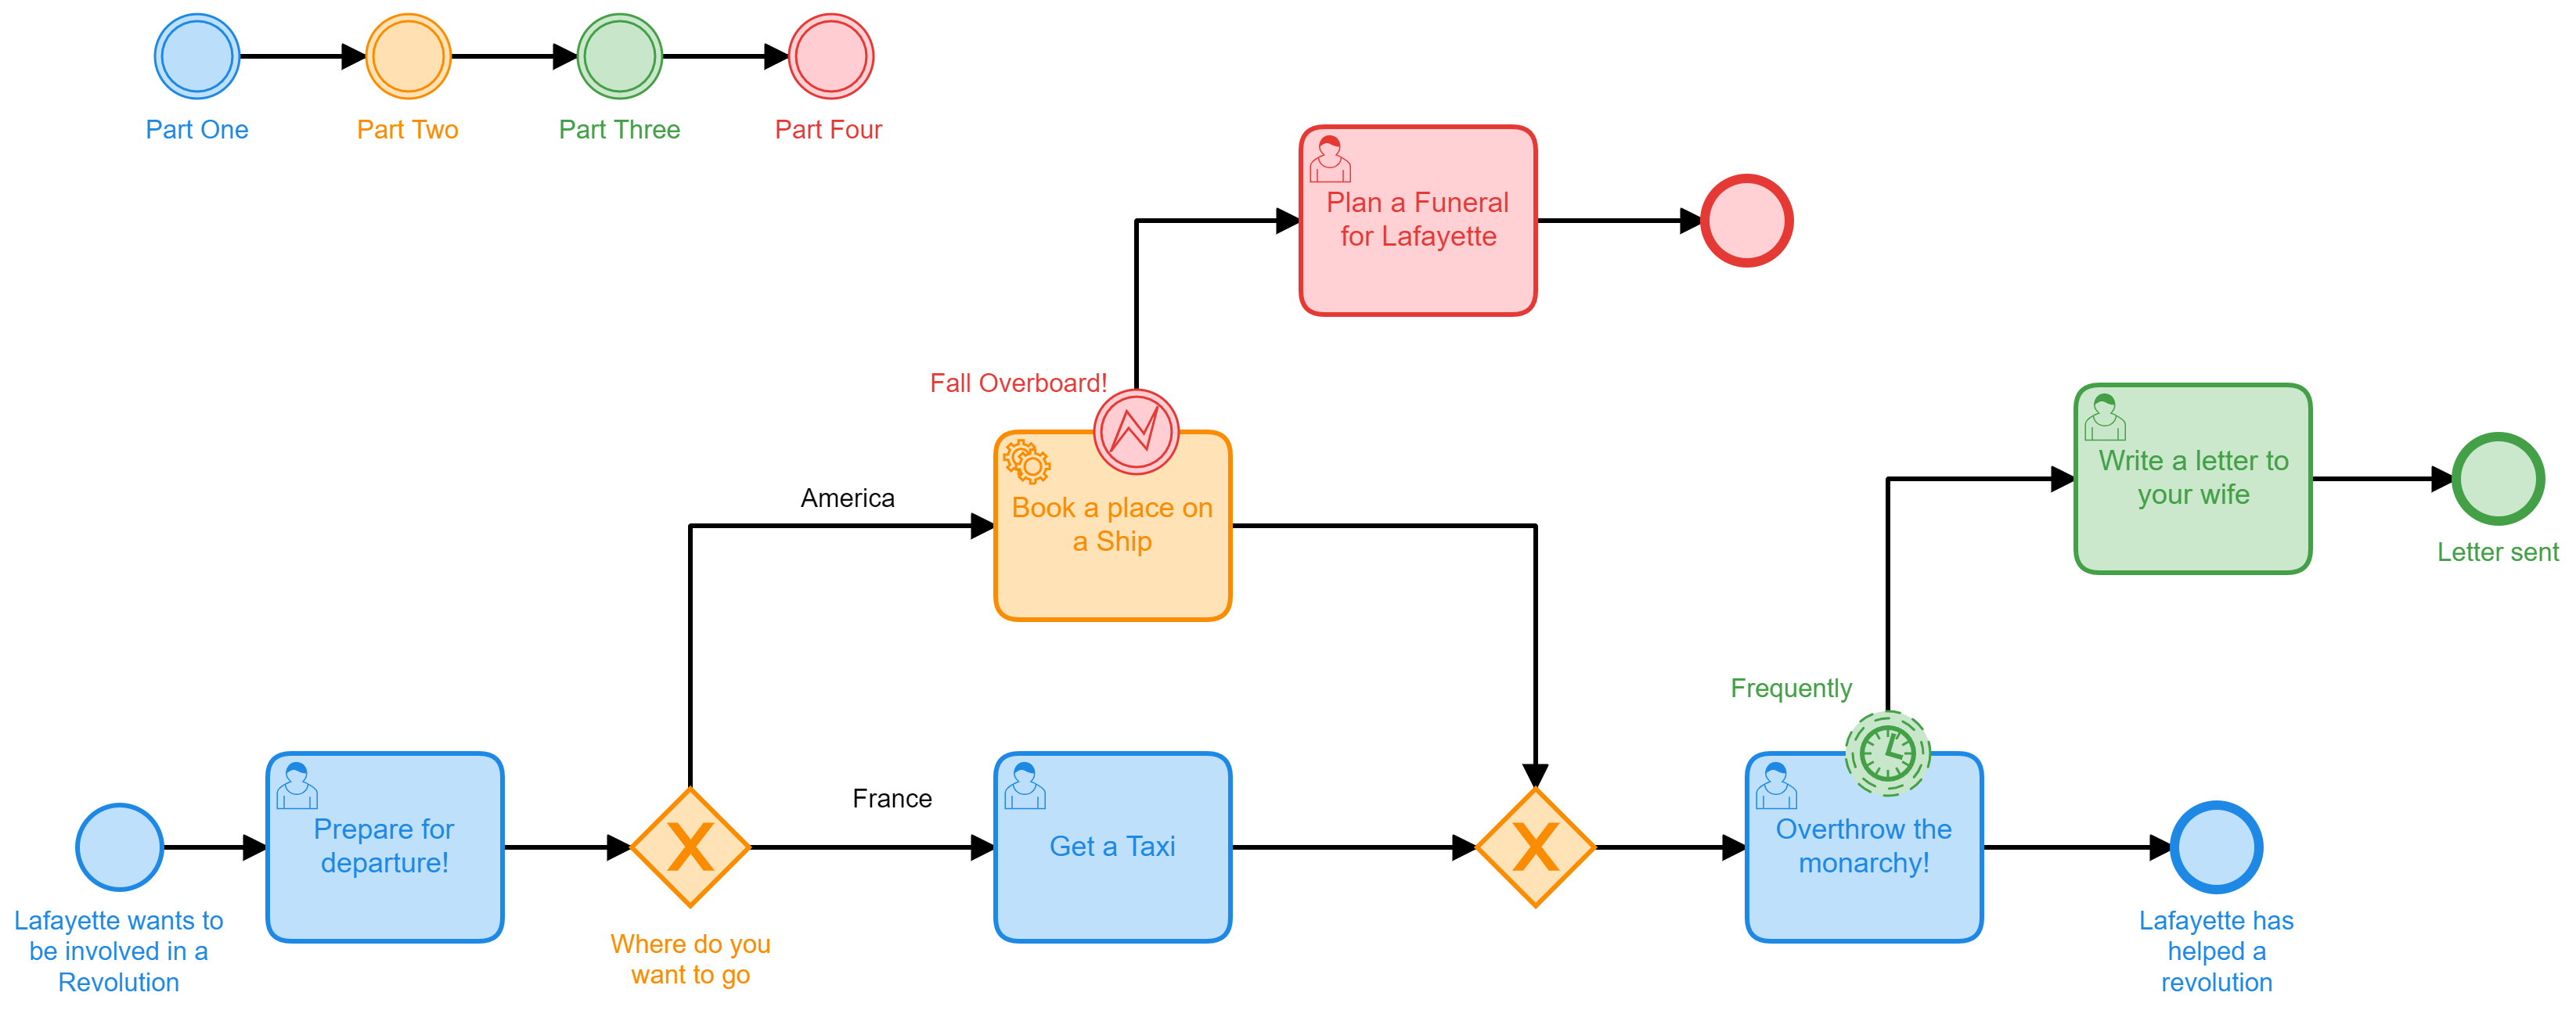 Part One
Part Two
Part Three
Part Four
Plan a Funeral
for Lafayette
Fall Overboard!
America
Book a place on
a Ship
Write a letter to
your wife
Letter sent
Frequently
Lafayette wants to
be involved in a
Revolution
Prepare for
departure!
X
Where do you
want to go
France
Get a Taxi
X
Overthrow the
monarchy!
Lafayette has
helped a
revolution